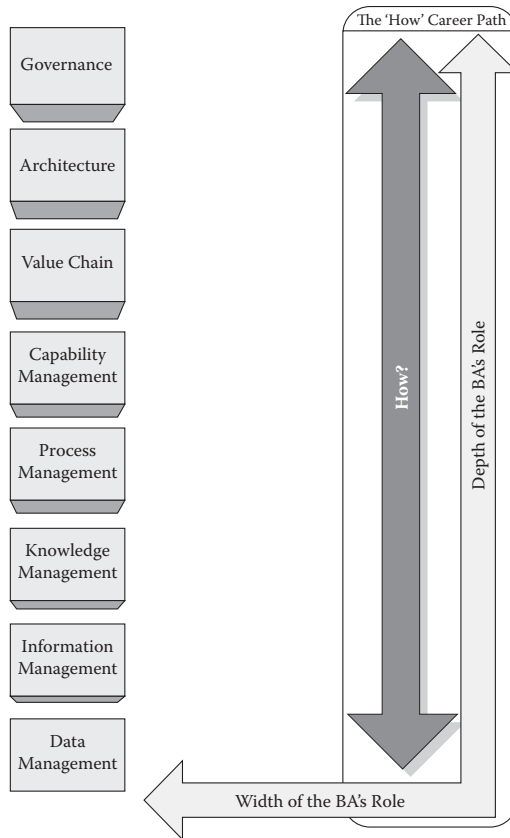 The ‘How’ Career Path
Governance
Architecture
Value Chain
Capability
Management
Process
Management
Knowledge
Management
Information
Management
Data
Management
How?
Depth of the BA’s Role
Width of the BA’s Role